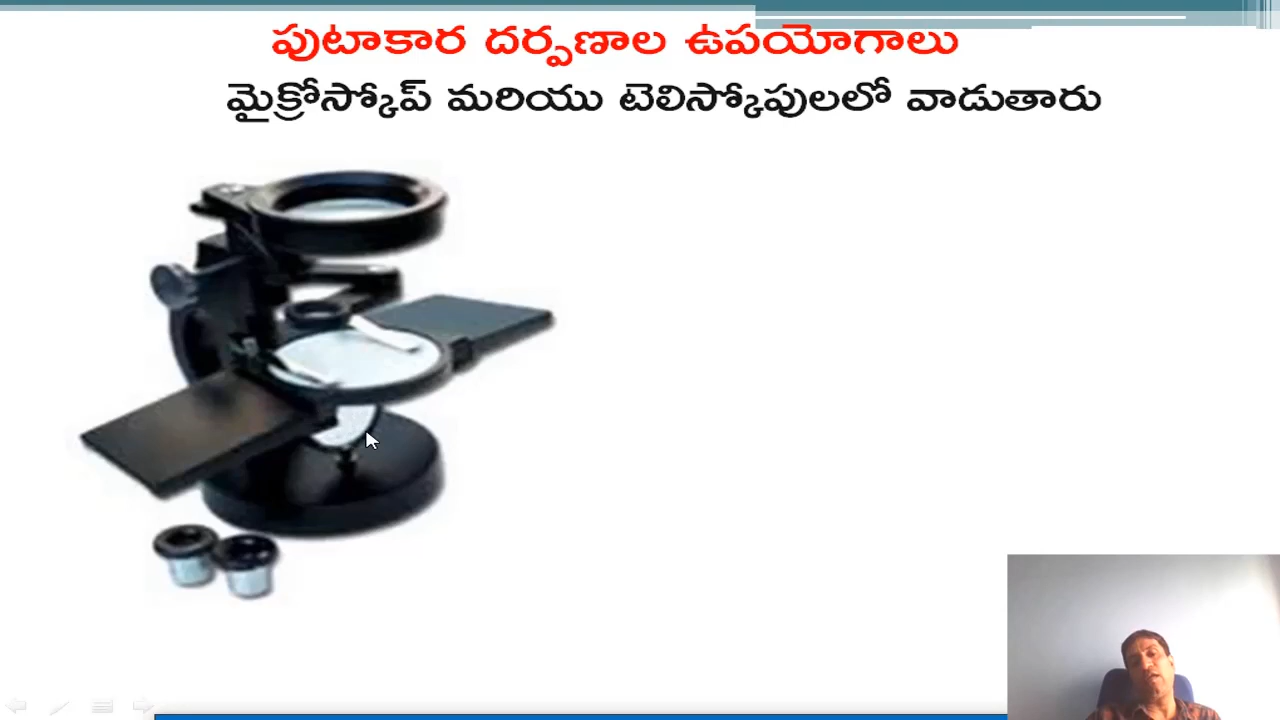 పుటాకార దర్పణాల ఉపయోగాలు
మైక్రోస్కోప్ మరియు టెలిస్కోపులలో వాడుతారు